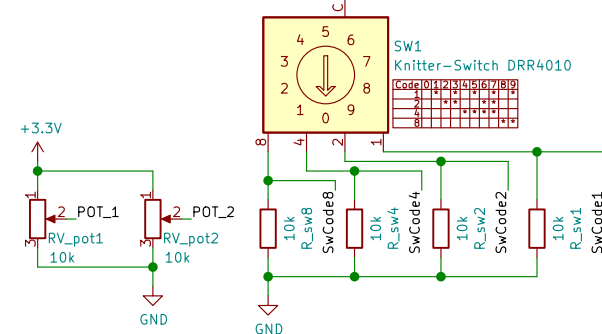 C
5
4 6
3 7
2 8
1 9
0
SW1
Knitter-Switch DRR4010
Code 0 1 2 3 4 5 6 7 8 9
1 * * * * *
2 * * * *
4 * * * *
8 * *
8 4 2 1
+3.3V
1
2
3
POT_1
RV_pot1
10k
1
2
3
POT_2
RV_pot2
10k
GND
10k
R_sw8
SwCode8
10k
R_sw4
SwCode4
10k
R_sw2
SwCode2
10k
R_sw1
SwCode1
GND